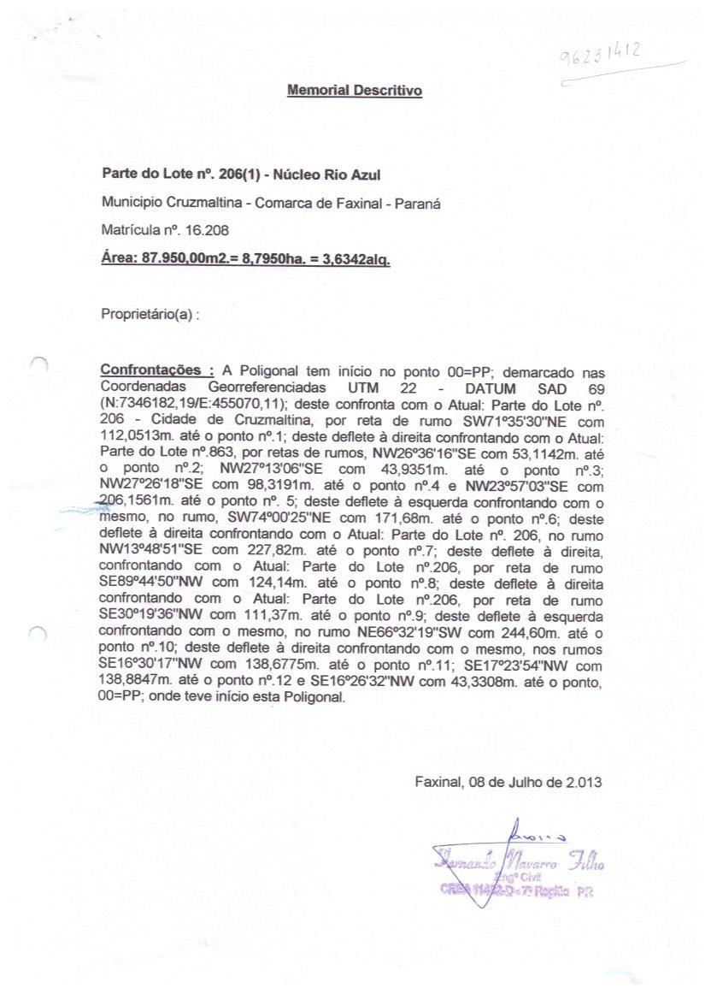 96231412
Memorial Descritivo
Parte do Lote nº. 206(1) - Núcleo Rio Azul
Municipio Cruzmaltina - Comarca de Faxinal - Paraná
Matrícula nº. 16.208
Área: 87.950,00m2.= 8,7950ha. = 3,6342alq.
Proprietário(a) :
Confrontações : A Poligonal tem início no ponto 00=PP; demarcado nas
Coordenadas Georreferenciadas UTM 22 - DATUM SAD 69
(N:7346182,19/E:455070,11); deste confronta com o Atual: Parte do Lote nº.
206 - Cidade de Cruzmaltina, por reta de rumo SW71º35'30"NE com
112,0513m. até o ponto nº.1; deste deflete à direita confrontando com o Atual:
Parte do Lote nº.863, por retas de rumos, NW26º36'16"SE com 53,1142m. até
o ponto nº.2; NW27º13'06"SE com 43,9351m. até o ponto nº.3;
NW27º26'18"SE com 98,3191m. até o ponto nº.4 e NW23º57'03"SE com
206,1561m. até o ponto nº. 5; deste deflete à esquerda confrontando com o
mesmo, no rumo, SW74º00'25"NE com 171,68m. até o ponto nº.6; deste
deflete à direita confrontando com o Atual: Parte do Lote nº. 206, no rumo
NW13º48'51"SE com 227,82m. até o ponto nº.7; deste deflete à direita,
confrontando com o Atual: Parte do Lote nº.206, por reta de rumo
SE89º44'50"NW com 124,14m. até o ponto nº.8; deste deflete à direita
confrontando com o Atual: Parte do Lote nº.206, por reta de rumo
SE30º19'36"NW com 111,37m. até o ponto nº.9; deste deflete à esquerda
confrontando com o mesmo, no rumo NE66º32'19"SW com 244,60m. até o
ponto nº.10; deste deflete à direita confrontando com o mesmo, nos rumos
SE16º30'17"NW com 138,6775m. até o ponto nº.11; SE17º23'54"NW com
138,8847m. até o ponto nº.12 e SE16º26'32"NW com 43,3308m. até o ponto,
00=PP; onde teve início esta Poligonal.
Faxinal, 08 de Julho de 2.013
Fernando Navarro Filho
Engº Civil
CREA D-7ª Região PR